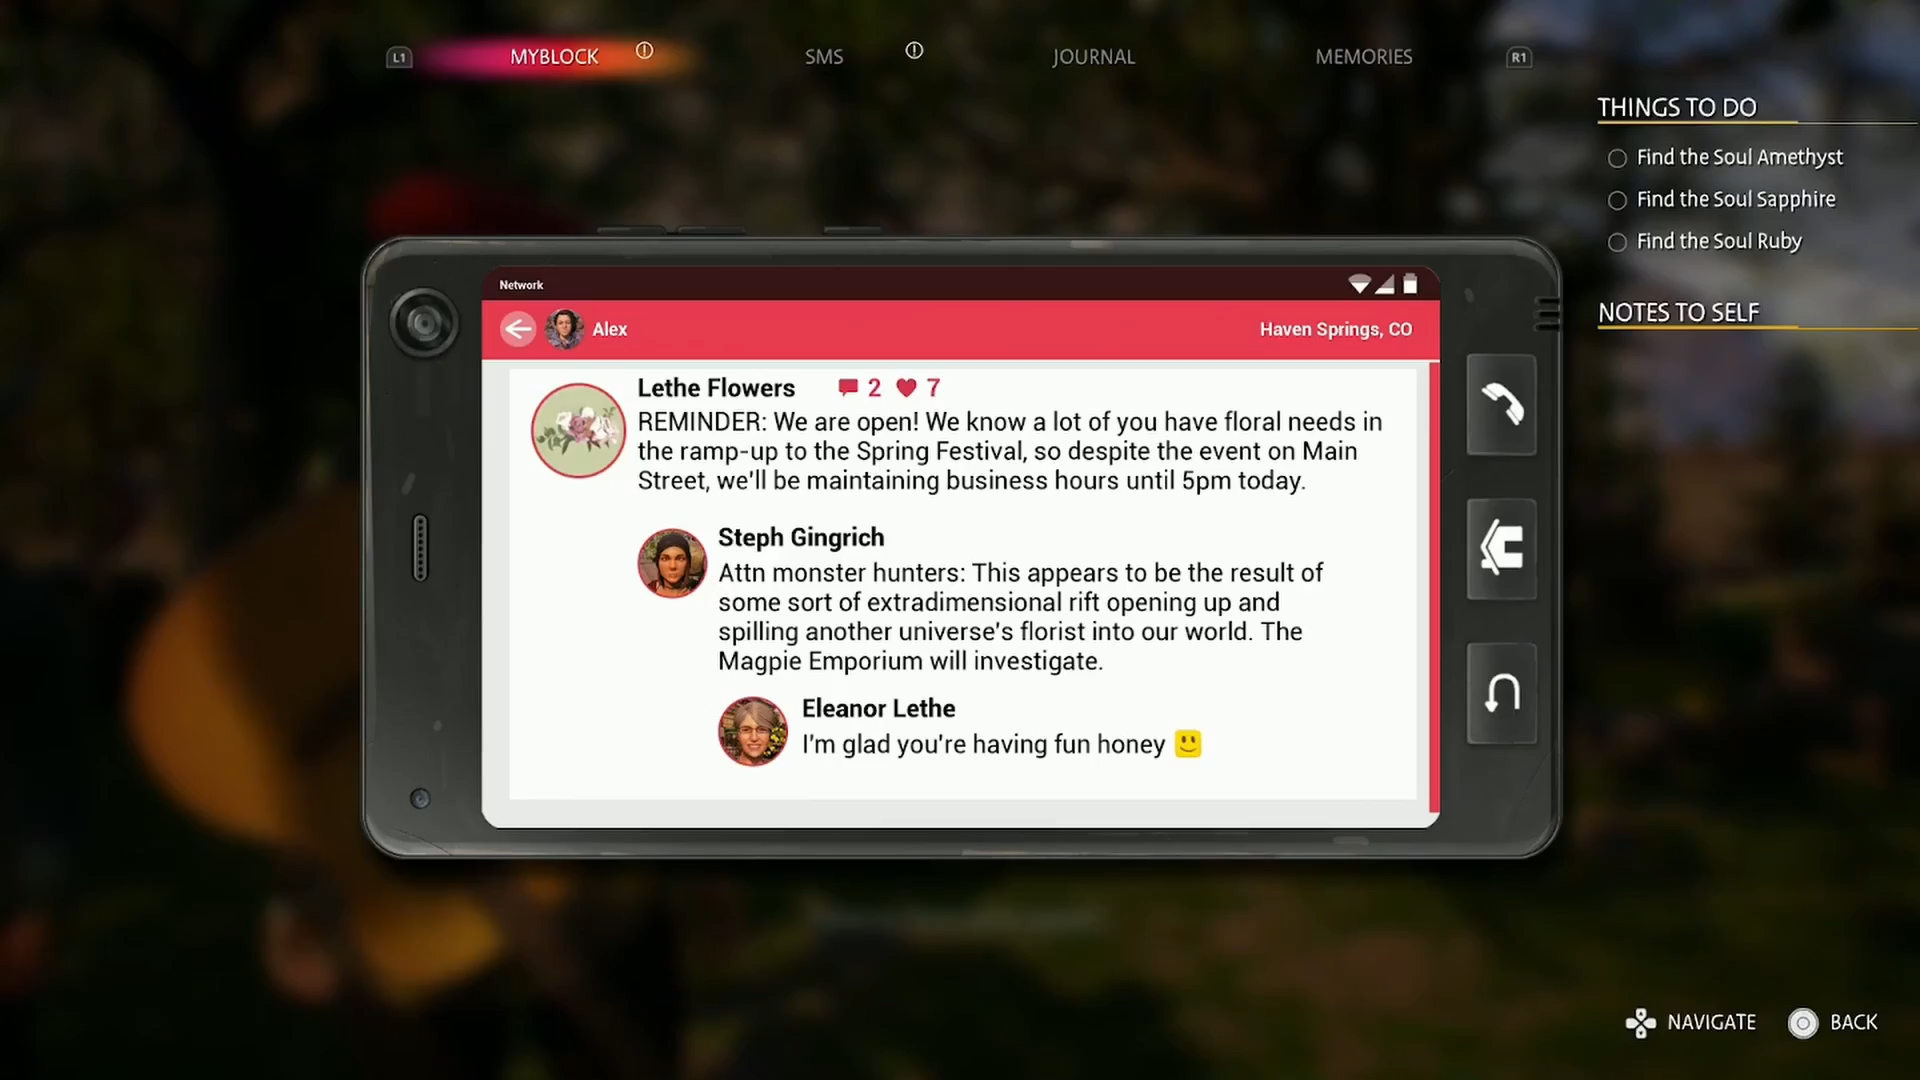 L1 MYBLOCK SMS JOURNAL MEMORIES R1
THINGS TO DO
Find the Soul Amethyst
Find the Soul Sapphire
Find the Soul Ruby
NOTES TO SELF
Network
Alex Haven Springs, CO
Lethe Flowers 2 7
REMINDER: We are open! We know a lot of you have floral needs in
the ramp-up to the Spring Festival, so despite the event on Main
Street, we'll be maintaining business hours until 5pm today.
Steph Gingrich
Attn monster hunters: This appears to be the result of
some sort of extradimensional rift opening up and
spilling another universe's florist into our world. The
Magpie Emporium will investigate.
Eleanor Lethe
I'm glad you're having fun honey
NAVIGATE BACK